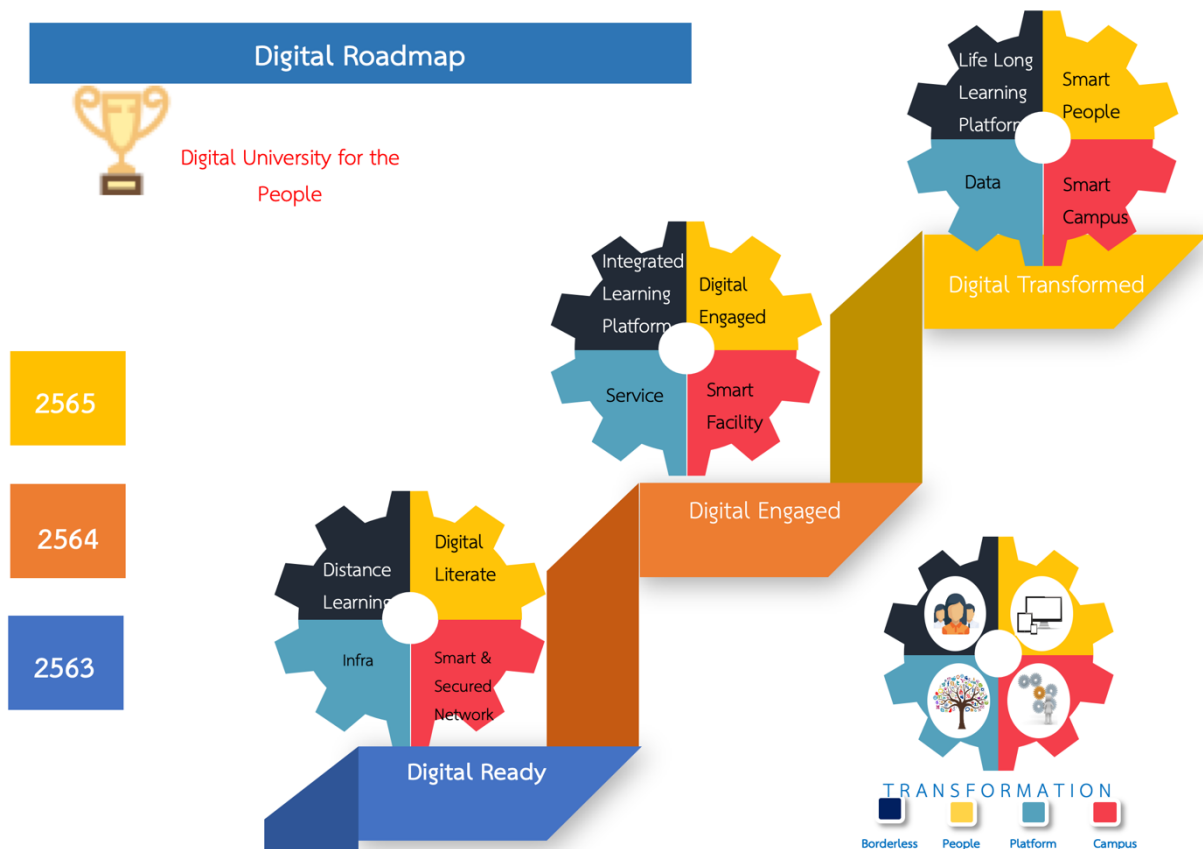 Digital Roadmap
Digital University for the
People
Life Long
Learning
Platform
Smart
People
Data
Smart
Campus
Digital Transformed
Integrated
Learning
Platform
Digital
Engaged
Service
Smart
Facility
Digital Engaged
2565
2564
2563
Distance
Learning
Digital
Literate
Infra
Smart &
Secured
Network
Digital Ready
TRANSFORMATION
Borderless
People
Platform
Campus